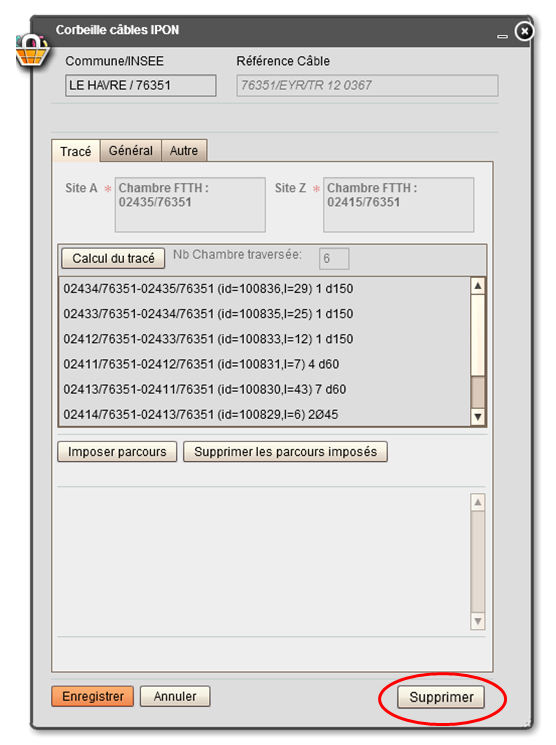 Corbeille câbles IPON
Commune/INSEE Référence Câble
LE HAVRE / 76351 76351/EYR/TR 12 0367
Tracé Général Autre
Site A * Chambre FTTH : Site Z * Chambre FTTH :
02435/76351 02415/76351
Calcul du tracé Nb Chambre traversée: 6
02434/76351-02435/76351 (id=100836,l=29) 1 d150
02433/76351-02434/76351 (id=100835,l=25) 1 d150
02412/76351-02433/76351 (id=100833,l=12) 1 d150
02411/76351-02412/76351 (id=100831,l=7) 4 d60
02413/76351-02411/76351 (id=100830,l=43) 7 d60
02414/76351-02413/76351 (id=100829,l=6) 2Ø45
Imposer parcours Supprimer les parcours imposés
Enregistrer Annuler Supprimer